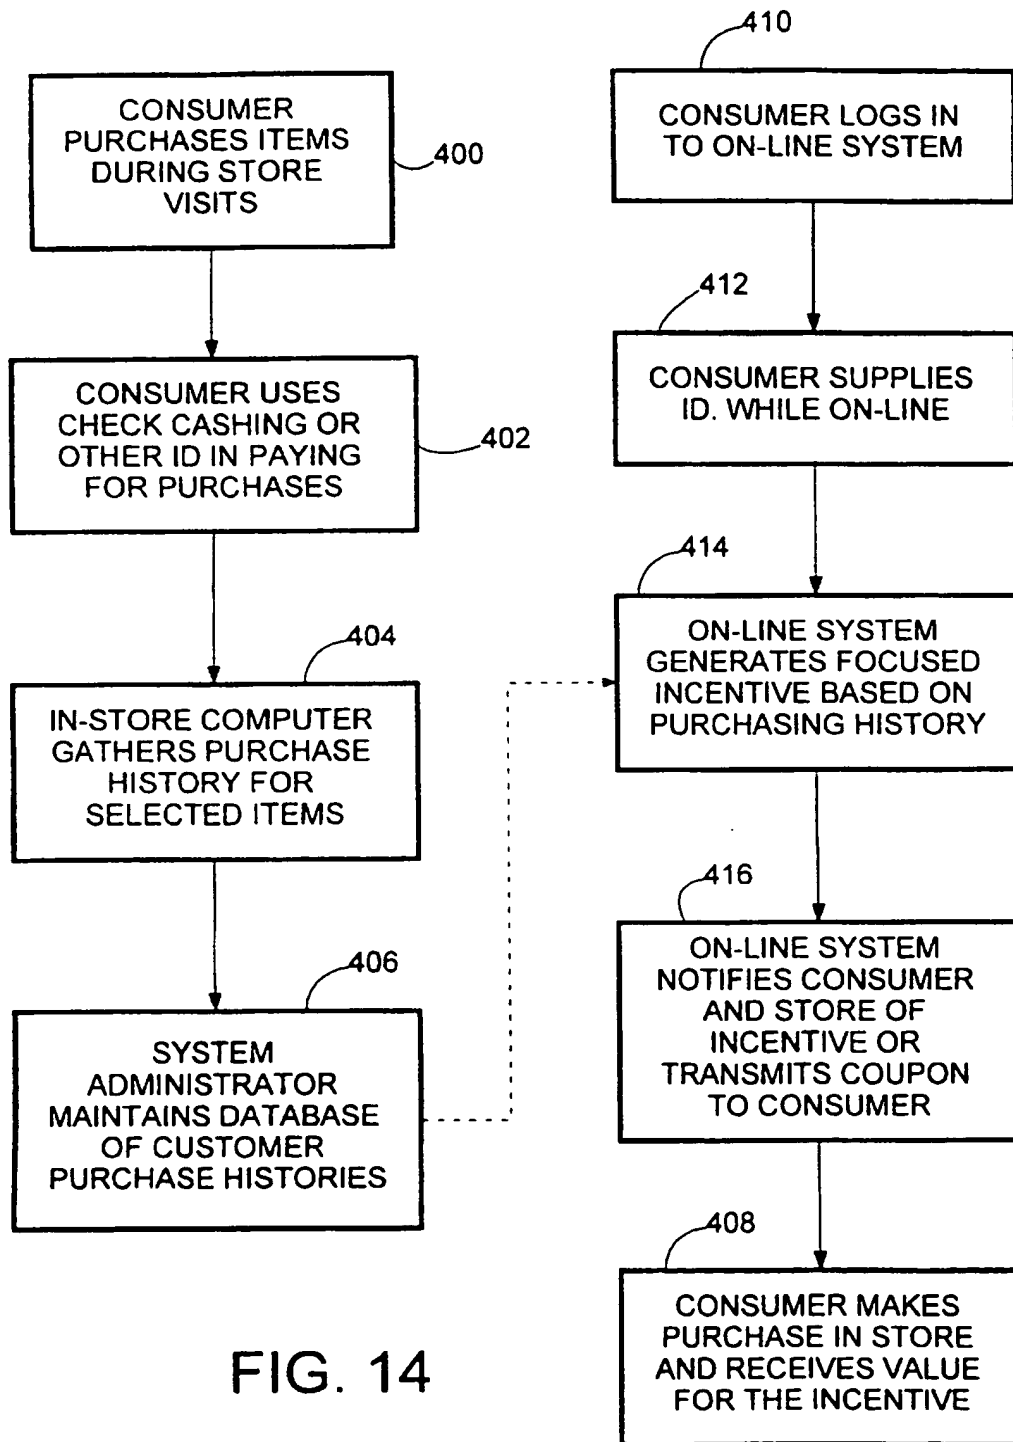 CONSUMER
PURCHASES ITEMS
DURING STORE
VISITS
400
CONSUMER USES
CHECK CASHING OR
OTHER ID IN PAYING
FOR PURCHASES
402
404
IN-STORE COMPUTER
GATHERS PURCHASE
HISTORY FOR
SELECTED ITEMS
406
SYSTEM
ADMINISTRATOR
MAINTAINS DATABASE
OF CUSTOMER
PURCHASE HISTORIES
410
CONSUMER LOGS IN
TO ON-LINE SYSTEM
412
CONSUMER SUPPLIES
ID. WHILE ON-LINE
414
ON-LINE SYSTEM
GENERATES FOCUSED
INCENTIVE BASED ON
PURCHASING HISTORY
416
ON-LINE SYSTEM
NOTIFIES CONSUMER
AND STORE OF
INCENTIVE OR
TRANSMITS COUPON
TO CONSUMER
408
CONSUMER MAKES
PURCHASE IN STORE
AND RECEIVES VALUE
FOR THE INCENTIVE
FIG. 14